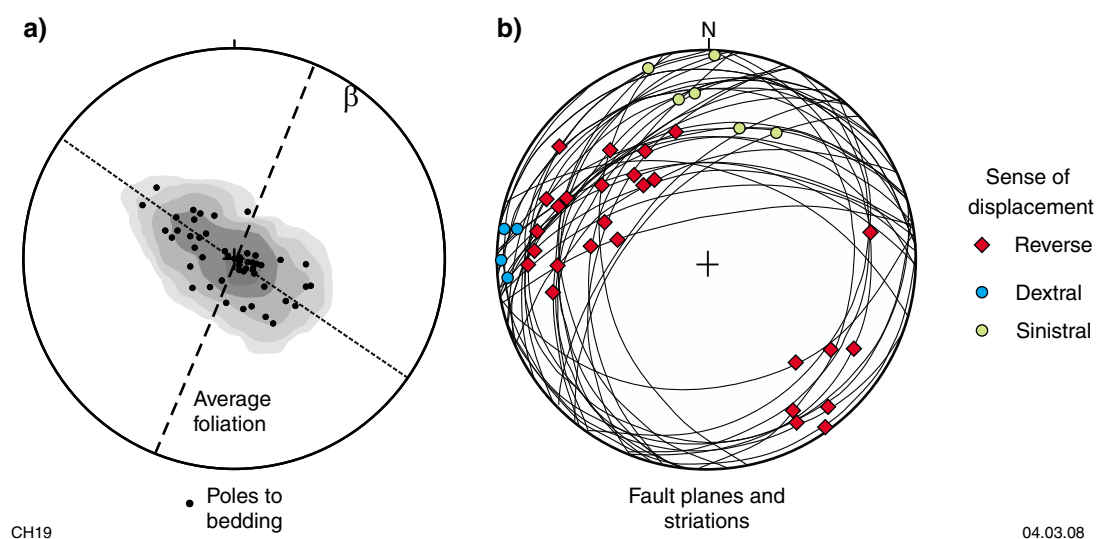 a)
β
Average
foliation
Poles to
bedding
b)
N
Fault planes and
striations
Sense of
displacement
Reverse
Dextral
Sinistral
CH19
04.03.08